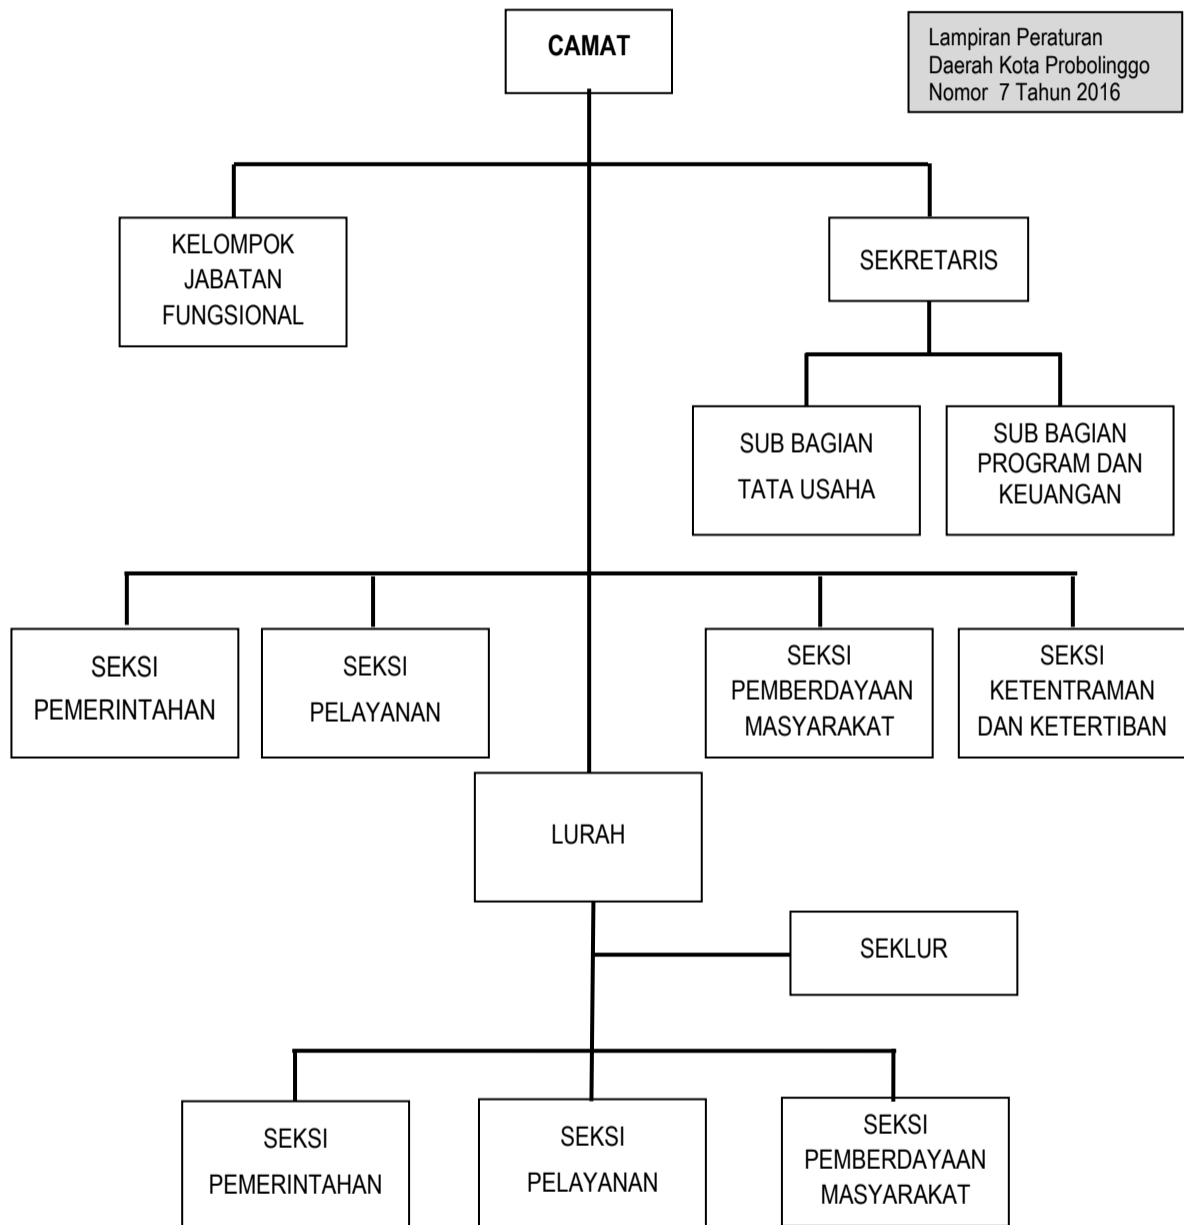 CAMAT
Lampiran Peraturan
Daerah Kota Probolinggo
Nomor 7 Tahun 2016
KELOMPOK
JABATAN
FUNGSIONAL
SEKRETARIS
SUB BAGIAN
TATA USAHA
SUB BAGIAN
PROGRAM DAN
KEUANGAN
SEKSI
PEMERINTAHAN
SEKSI
PELAYANAN
SEKSI
PEMBERDAYAAN
MASYARAKAT
SEKSI
KETENTRAMAN
DAN KETERTIBAN
LURAH
SEKLUR
SEKSI
PEMERINTAHAN
SEKSI
PELAYANAN
SEKSI
PEMBERDAYAAN
MASYARAKAT